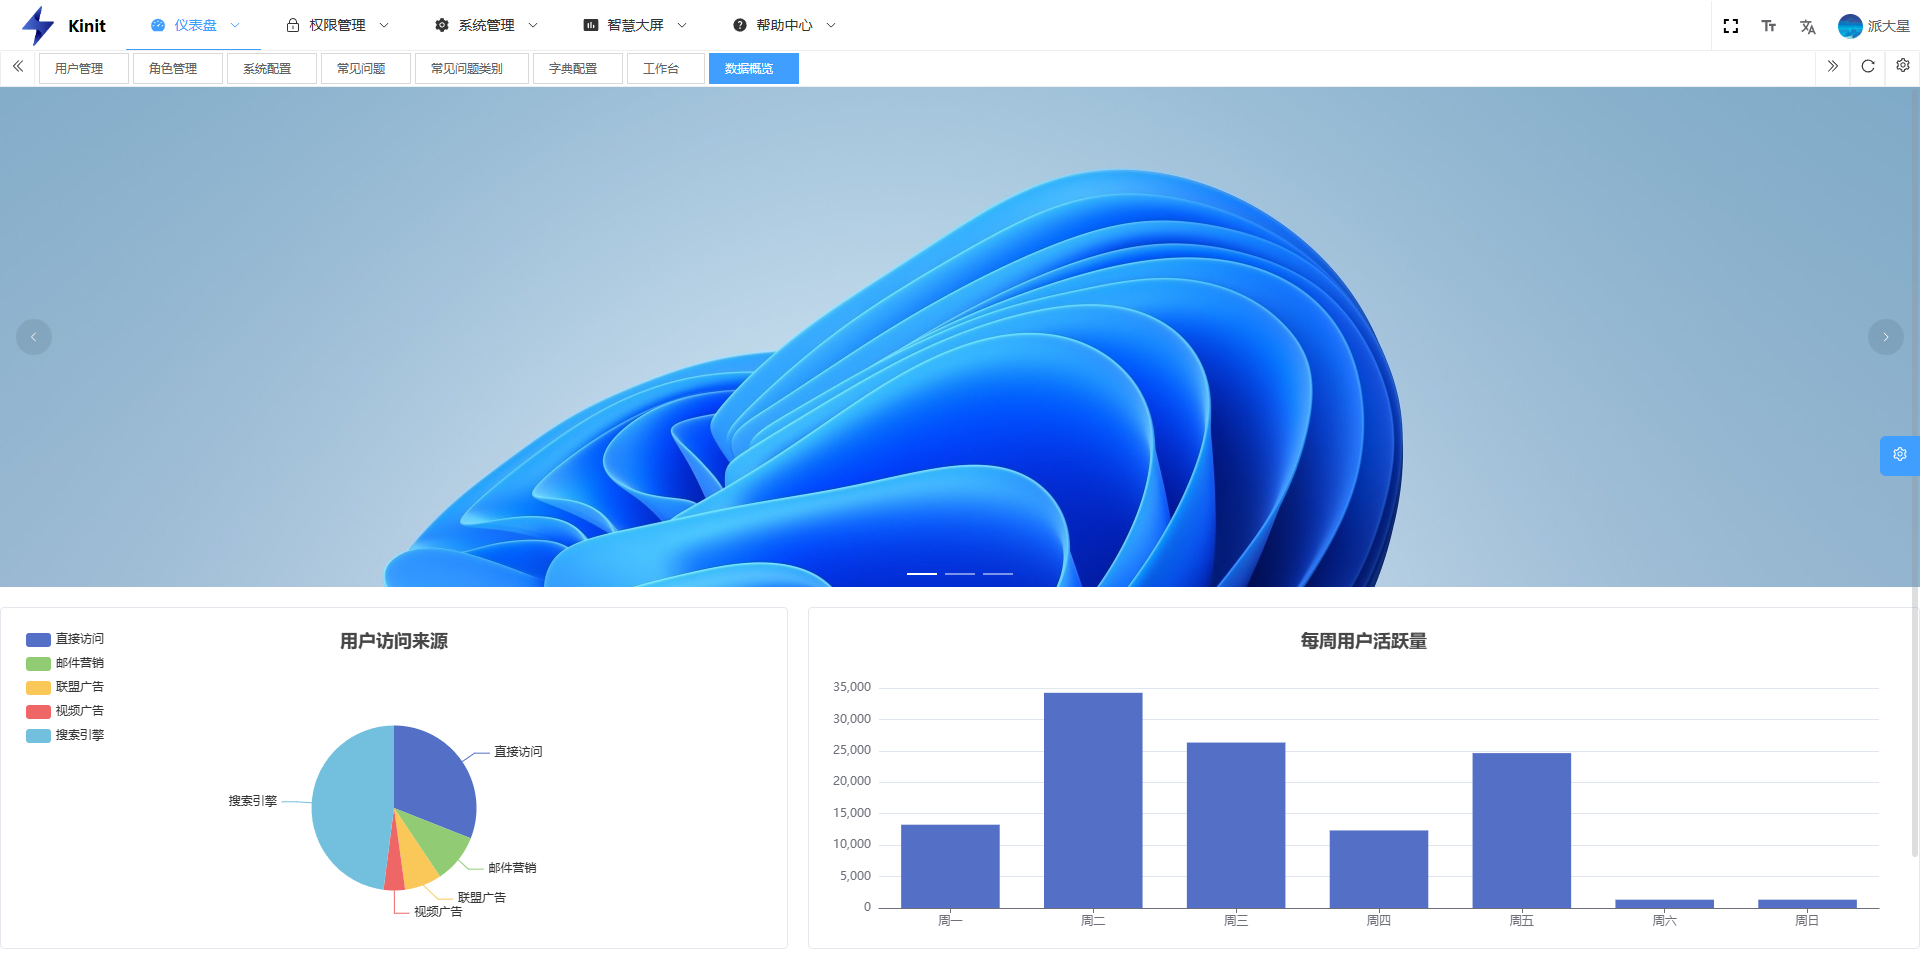 Kinit 仪表盘 权限管理 系统管理 智慧大屏 帮助中心 派大星
用户管理 角色管理 系统配置 常见问题 常见问题类别 字典配置 工作台 数据概览
用户访问来源
直接访问
邮件营销
联盟广告
视频广告
搜索引擎
直接访问
搜索引擎
邮件营销
联盟广告
视频广告
每周用户活跃量
35,000
30,000
25,000
20,000
15,000
10,000
5,000
0
周一 周二 周三 周四 周五 周六 周日